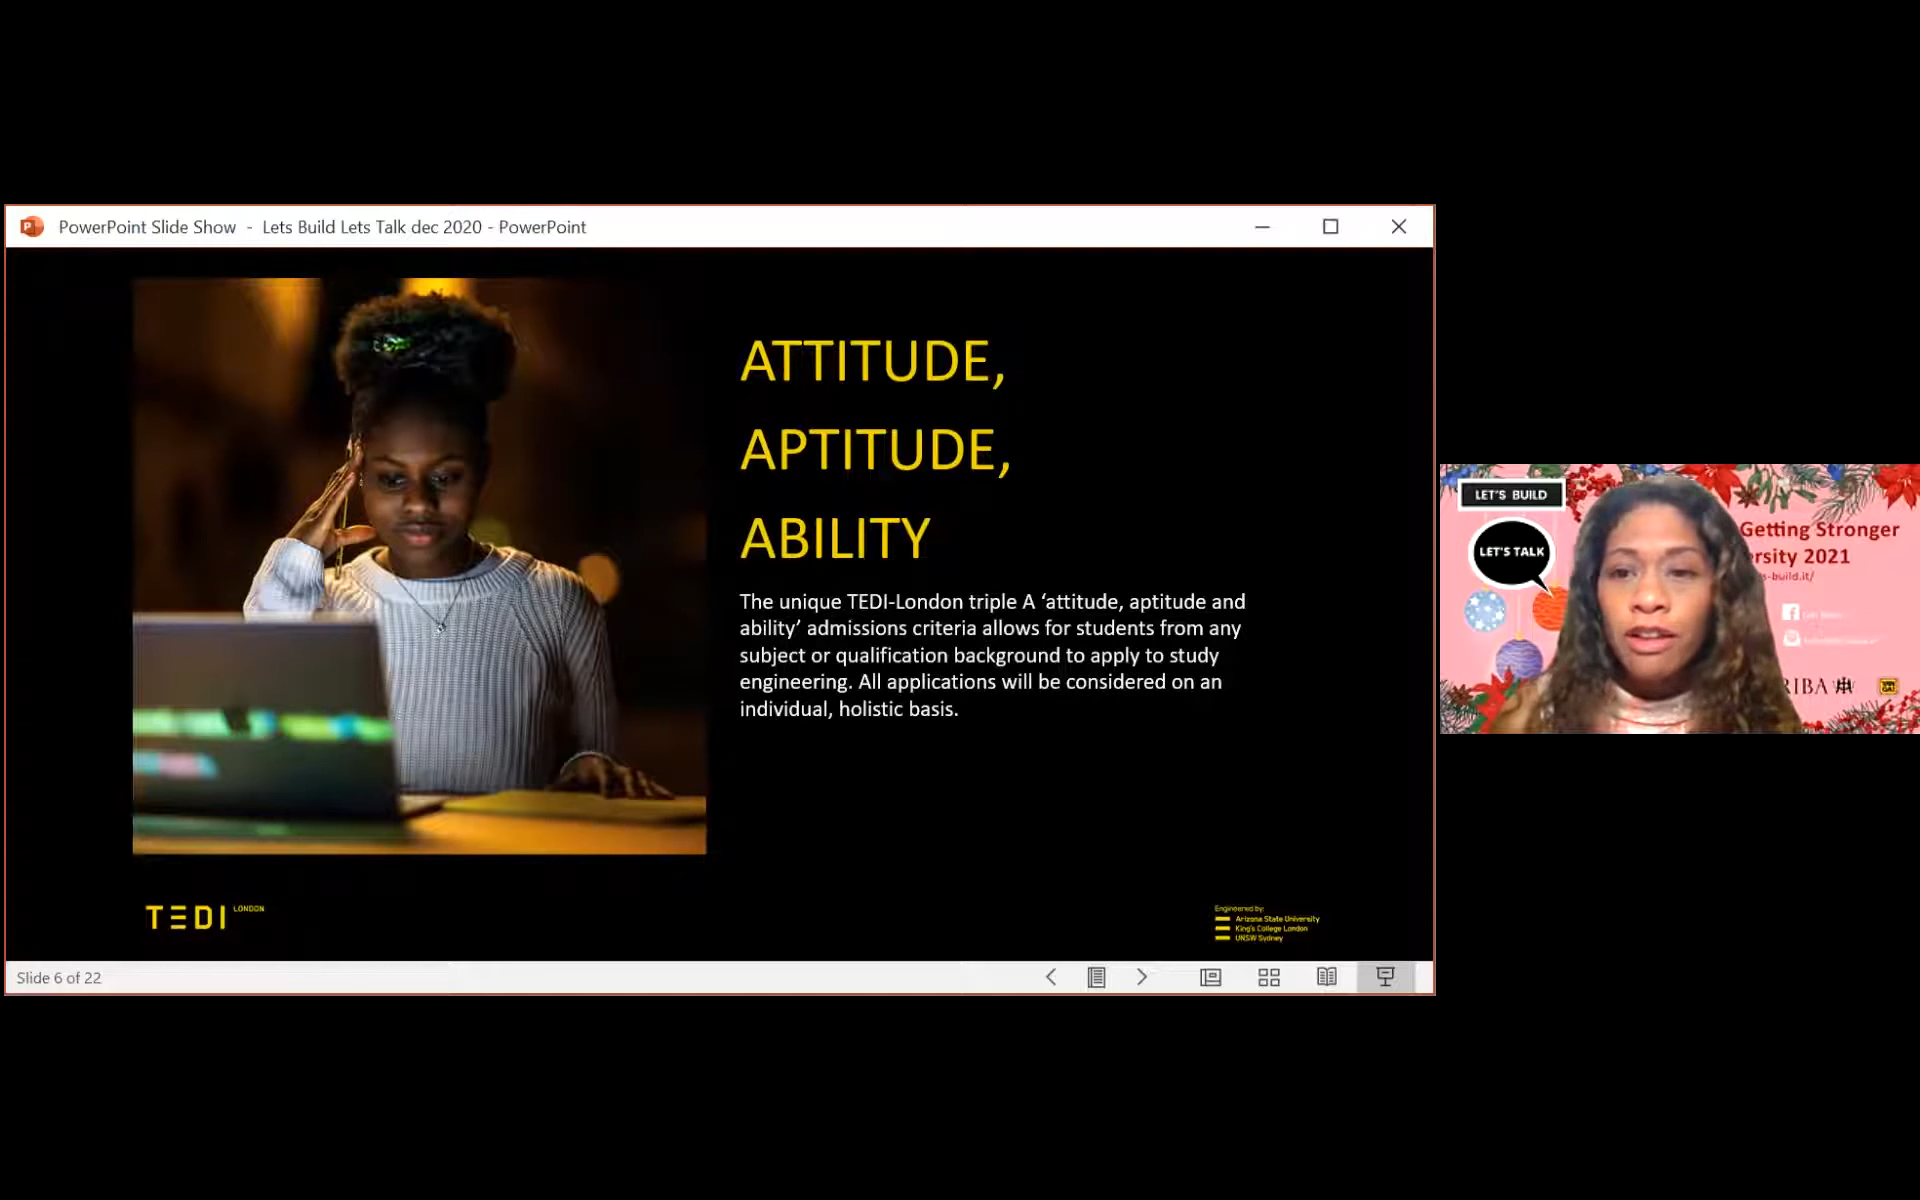 PowerPoint Slide Show - Lets Build Lets Talk dec 2020 - PowerPoint
ATTITUDE,
APTITUDE,
ABILITY
The unique TEDI-London triple A ‘attitude, aptitude and
ability’ admissions criteria allows for students from any
subject or qualification background to apply to study
engineering. All applications will be considered on an
individual, holistic basis.
TEDI LONDON
Engineered by:
Arizona State University
King's College London
UNSW Sydney
Slide 6 of 22
LET'S BUILD
LET'S TALK
Getting Stronger
ersity 2021
s-build.it/
RIBA